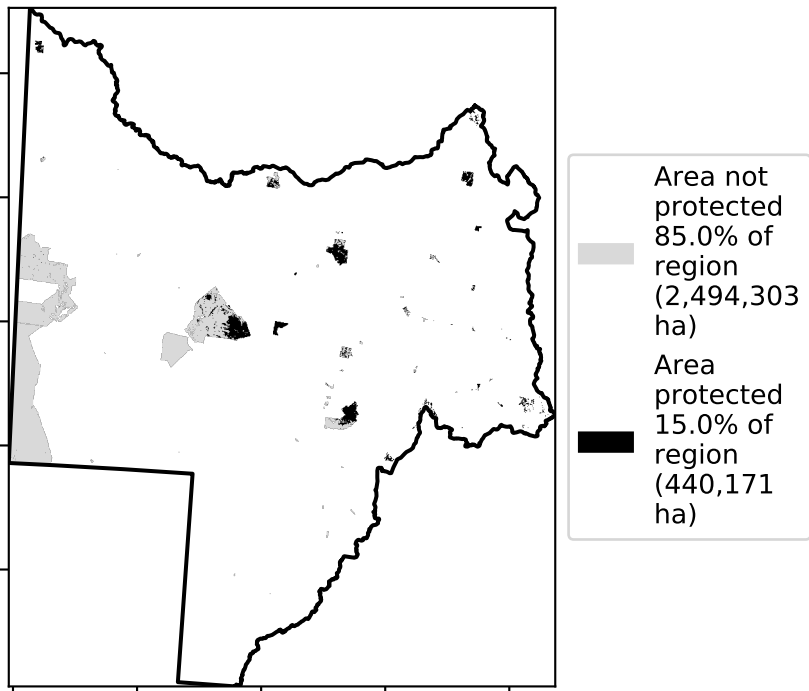 Area not
protected
85.0% of
region
(2,494,303
ha)
Area
protected
15.0% of
region
(440,171
ha)